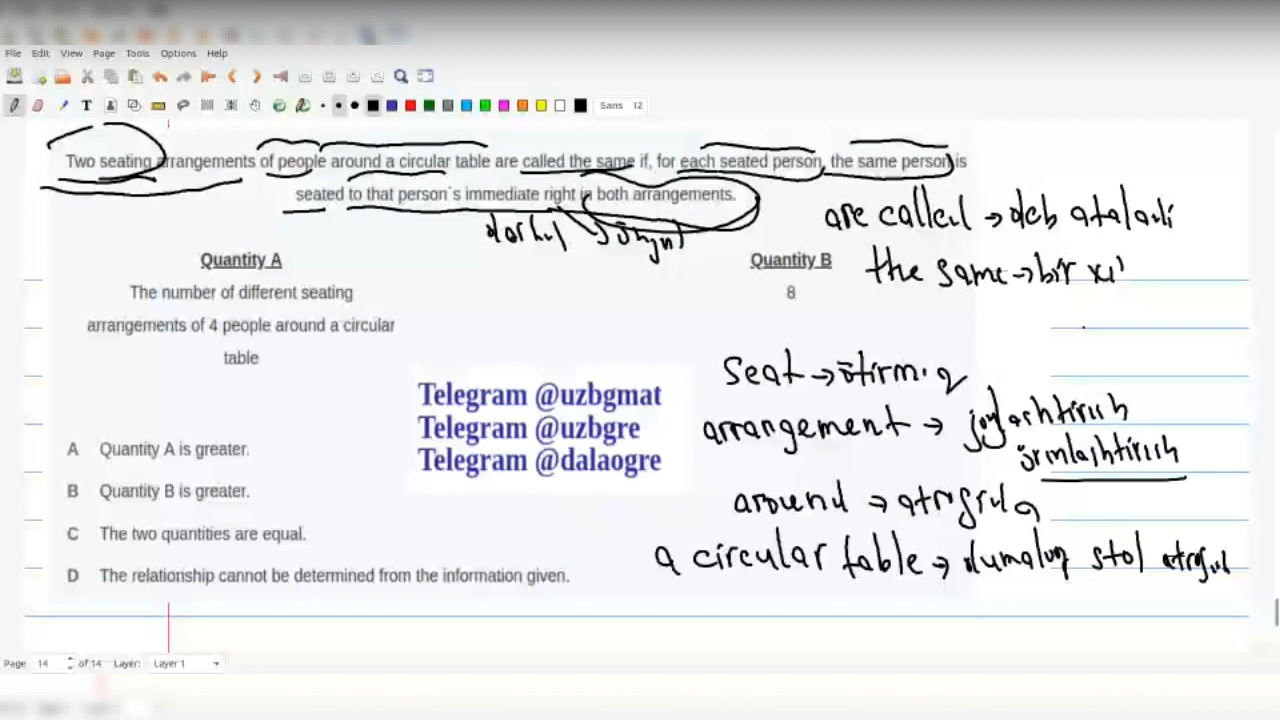 File Edit View Page Tools Options Help
Sans 12
Two seating arrangements of people around a circular table are called the same if, for each seated person, the same person is
seated to that person`s immediate right in both arrangements.
are called → deb ataladi
the same → bir xil
Quantity A
The number of different seating
arrangements of 4 people around a circular
table
Quantity B
8
seat → o'tirmoq
arrangement → joylashtirish
o'rinlashtirish
around → atrofida
a circular table → dumaloq stol atrofida
Telegram @uzbgmat
Telegram @uzbgre
Telegram @dalaogre
A Quantity A is greater.
B Quantity B is greater.
C The two quantities are equal.
D The relationship cannot be determined from the information given.
Page 14 of 14 Layer: Layer 1